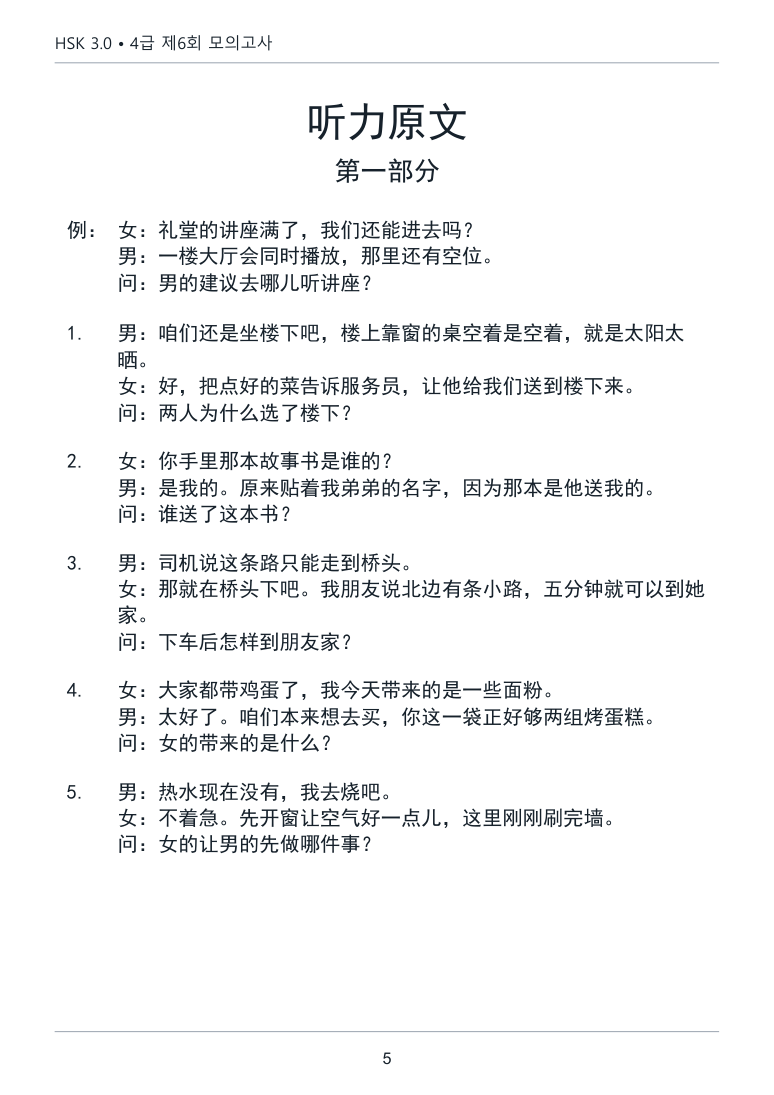 HSK 3.0 • 4급 제6회 모의고사
听力原文
第一部分
例： 女：礼堂的讲座满了，我们还能进去吗？
男：一楼大厅会同时播放，那里还有空位。
问：男的建议去哪儿听讲座？
1. 男：咱们还是坐楼下吧，楼上靠窗的桌空着是空着，就是太阳太
晒。
女：好，把点好的菜告诉服务员，让他给我们送到楼下来。
问：两人为什么选了楼下？
2. 女：你手里那本故事书是谁的？
男：是我的。原来贴着我弟弟的名字，因为那本是他送我的。
问：谁送了这本书？
3. 男：司机说这条路只能走到桥头。
女：那就在桥头下吧。我朋友说北边有条小路，五分钟就可以到她
家。
问：下车后怎样到朋友家？
4. 女：大家都带鸡蛋了，我今天带来的是一些面粉。
男：太好了。咱们本来想去买，你这一袋正好够两组烤蛋糕。
问：女的带来的是什么？
5. 男：热水现在没有，我去烧吧。
女：不着急。先开窗让空气好一点儿，这里刚刚刷完墙。
问：女的让男的先做哪件事？
5